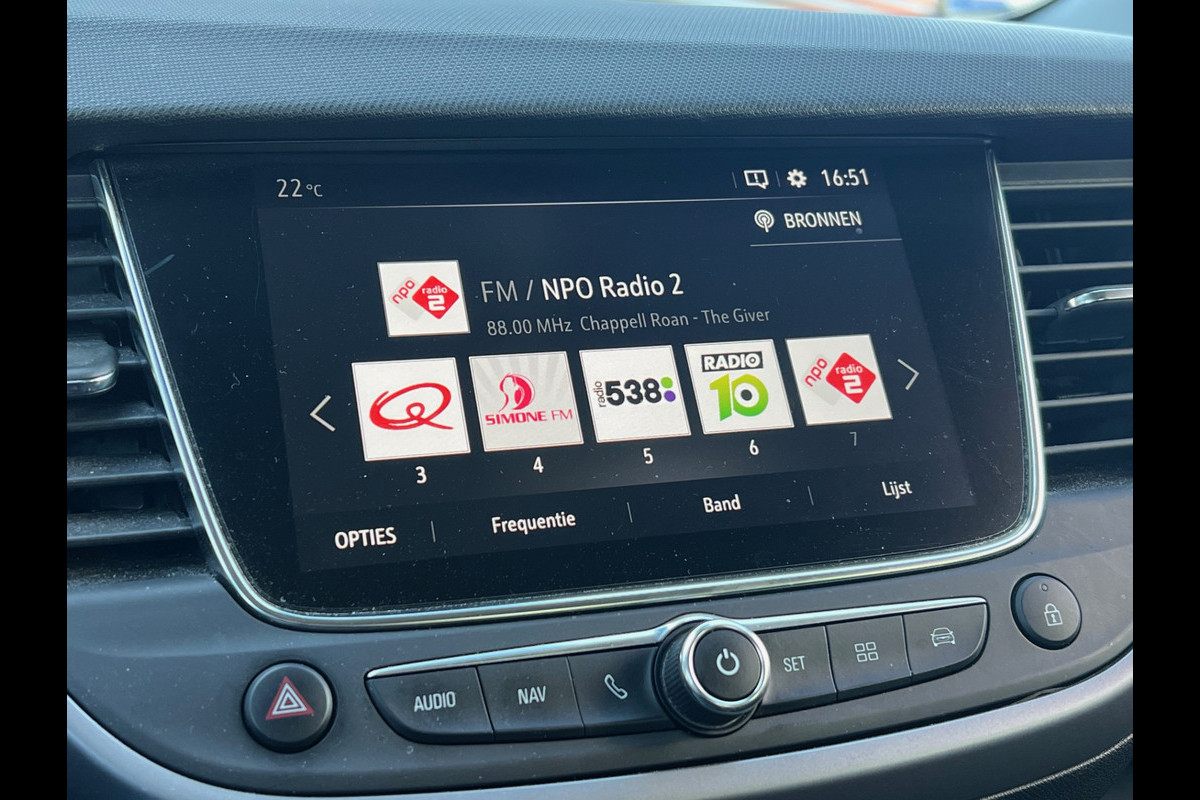 22°C 16:51
BRONNEN
npo radio 2
FM / NPO Radio 2
88.00 MHz Chappell Roan - The Giver
Q
SIMONE FM
radio 538
RADIO 10
npo radio 2
3 4 5 6 7
OPTIES Frequentie Band Lijst
AUDIO NAV SET